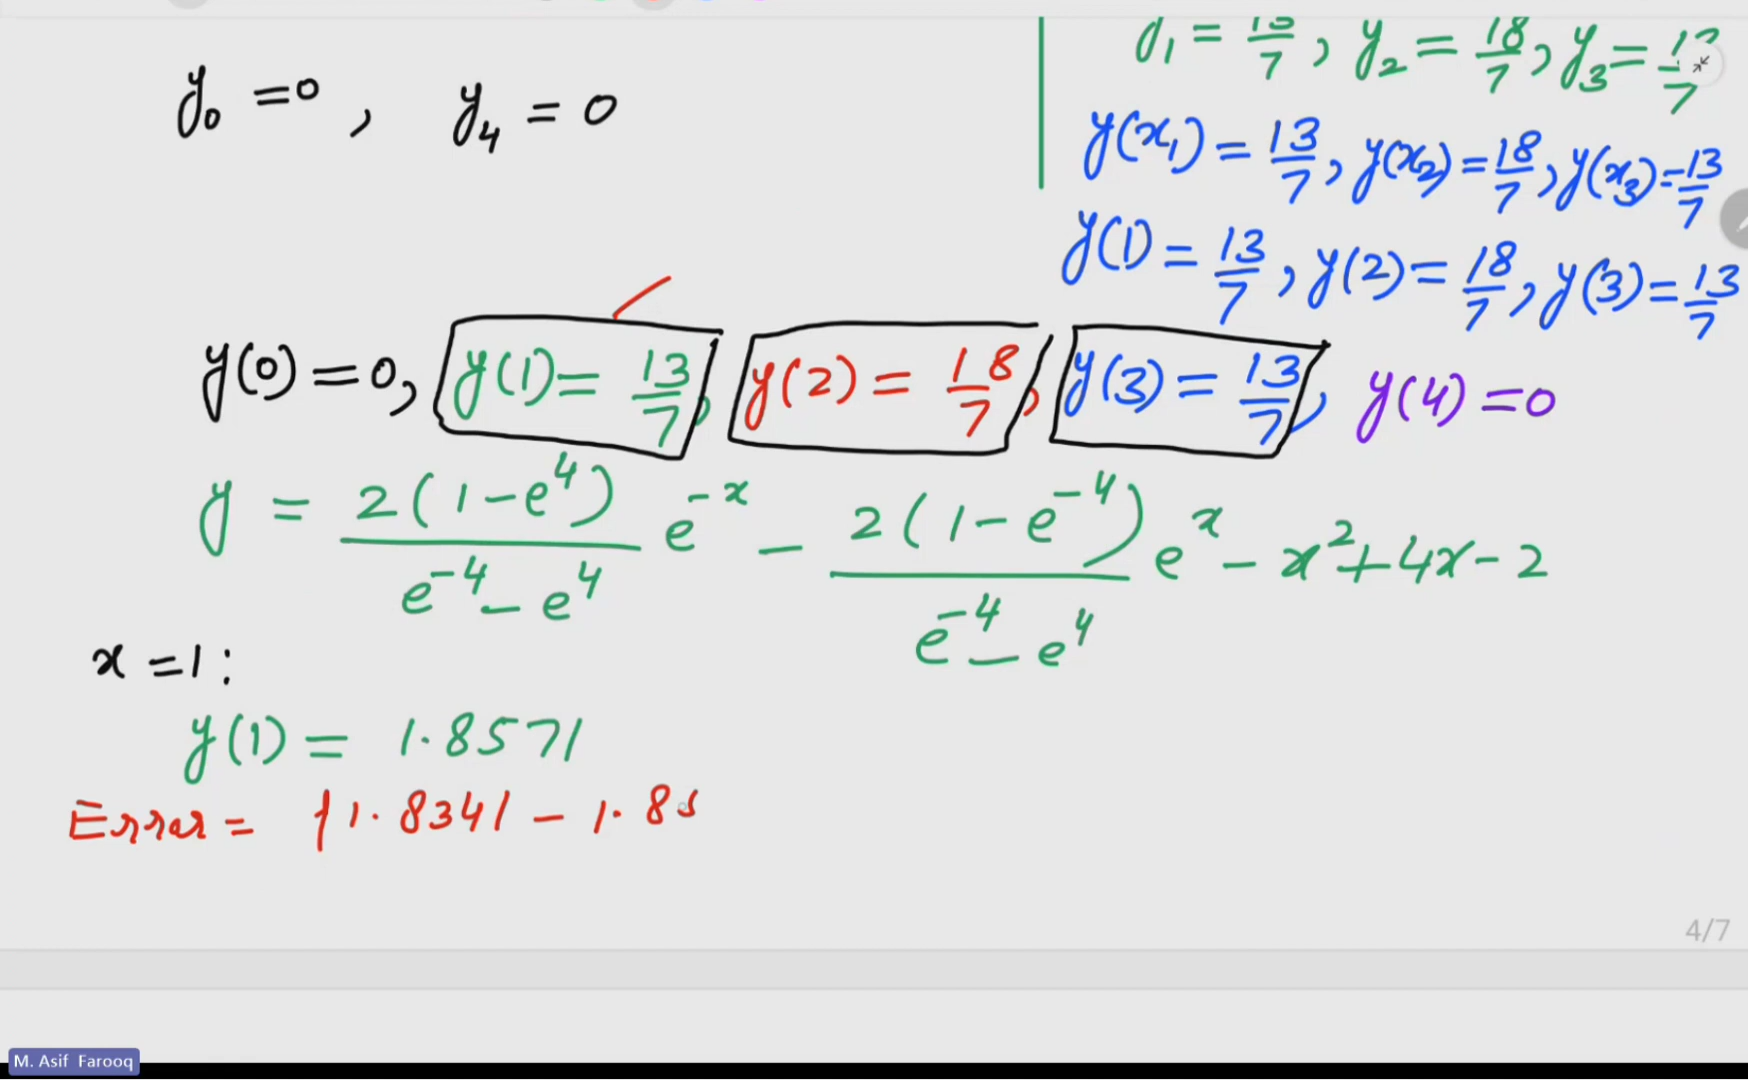 y₁ = 13/7, y₂ = 18/7, y₃ = 13/7
y₀ = 0, y₄ = 0
y(x₁) = 13/7, y(x₂) = 18/7, y(x₃) = 13/7
y(1) = 13/7, y(2) = 18/7, y(3) = 13/7
y(0) = 0, y(1) = 13/7, y(2) = 18/7, y(3) = 13/7, y(4) = 0
y = 2(1-e⁴)/(e⁻⁴-e⁴) e⁻ˣ - 2(1-e⁻⁴)/(e⁻⁴-e⁴) eˣ - x² + 4x - 2
x = 1:
y(1) = 1.8571
Error = |1.8341 - 1.85
4/7
M. Asif Farooq